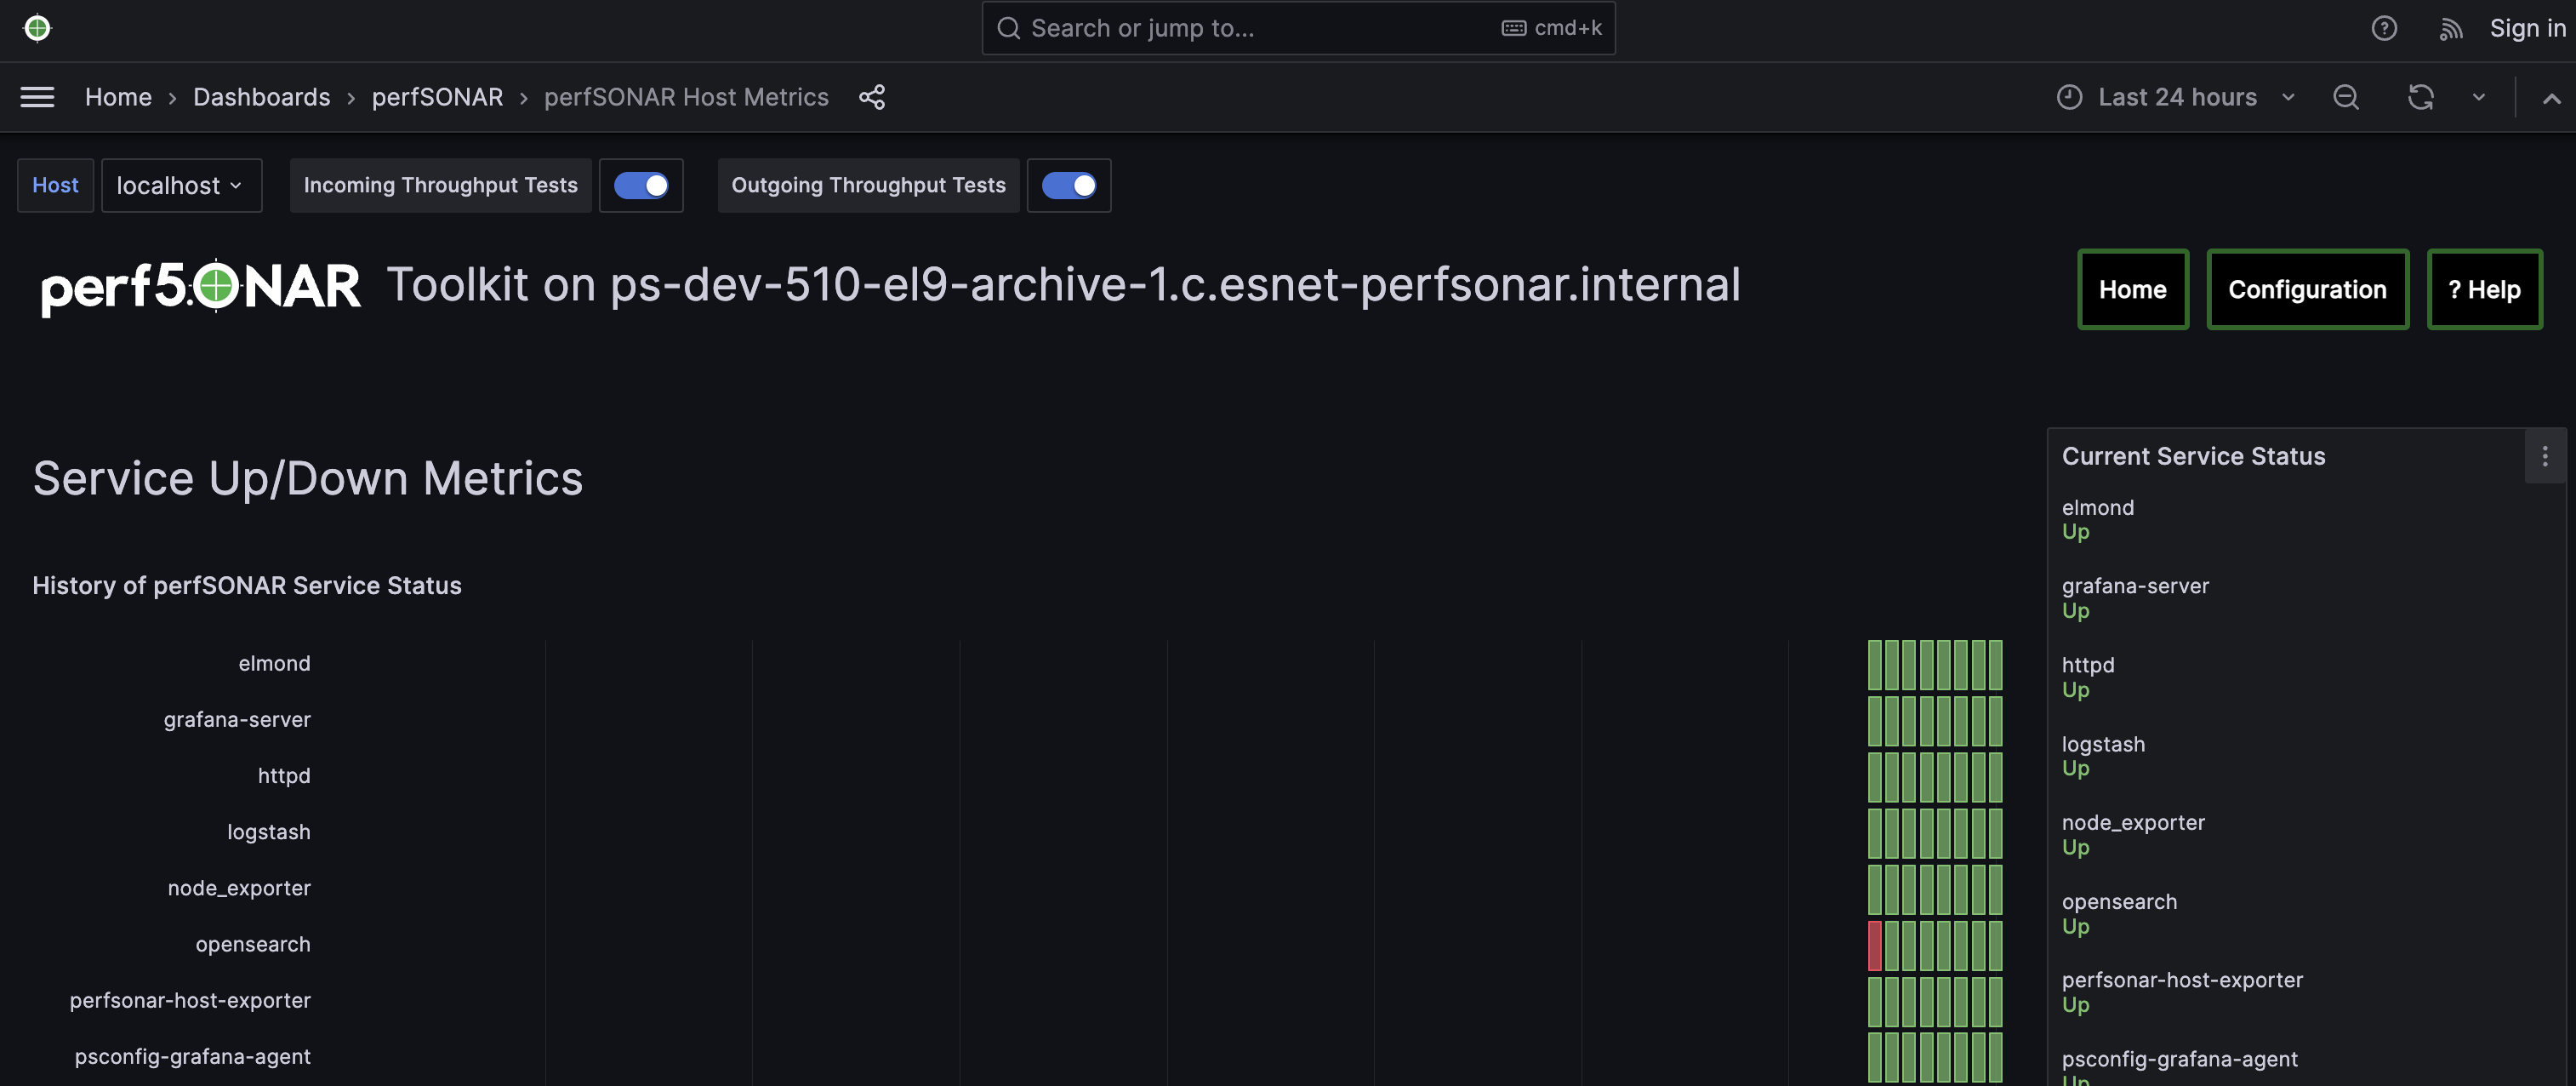 Search or jump to... cmd+k Sign in
Home › Dashboards › perfSONAR › perfSONAR Host Metrics Last 24 hours
Host localhost Incoming Throughput Tests Outgoing Throughput Tests
perfSONAR Toolkit on ps-dev-510-el9-archive-1.c.esnet-perfsonar.internal Home Configuration ? Help
Service Up/Down Metrics
History of perfSONAR Service Status
elmond
grafana-server
httpd
logstash
node_exporter
opensearch
perfsonar-host-exporter
psconfig-grafana-agent
Current Service Status
elmond
Up
grafana-server
Up
httpd
Up
logstash
Up
node_exporter
Up
opensearch
Up
perfsonar-host-exporter
Up
psconfig-grafana-agent
Up